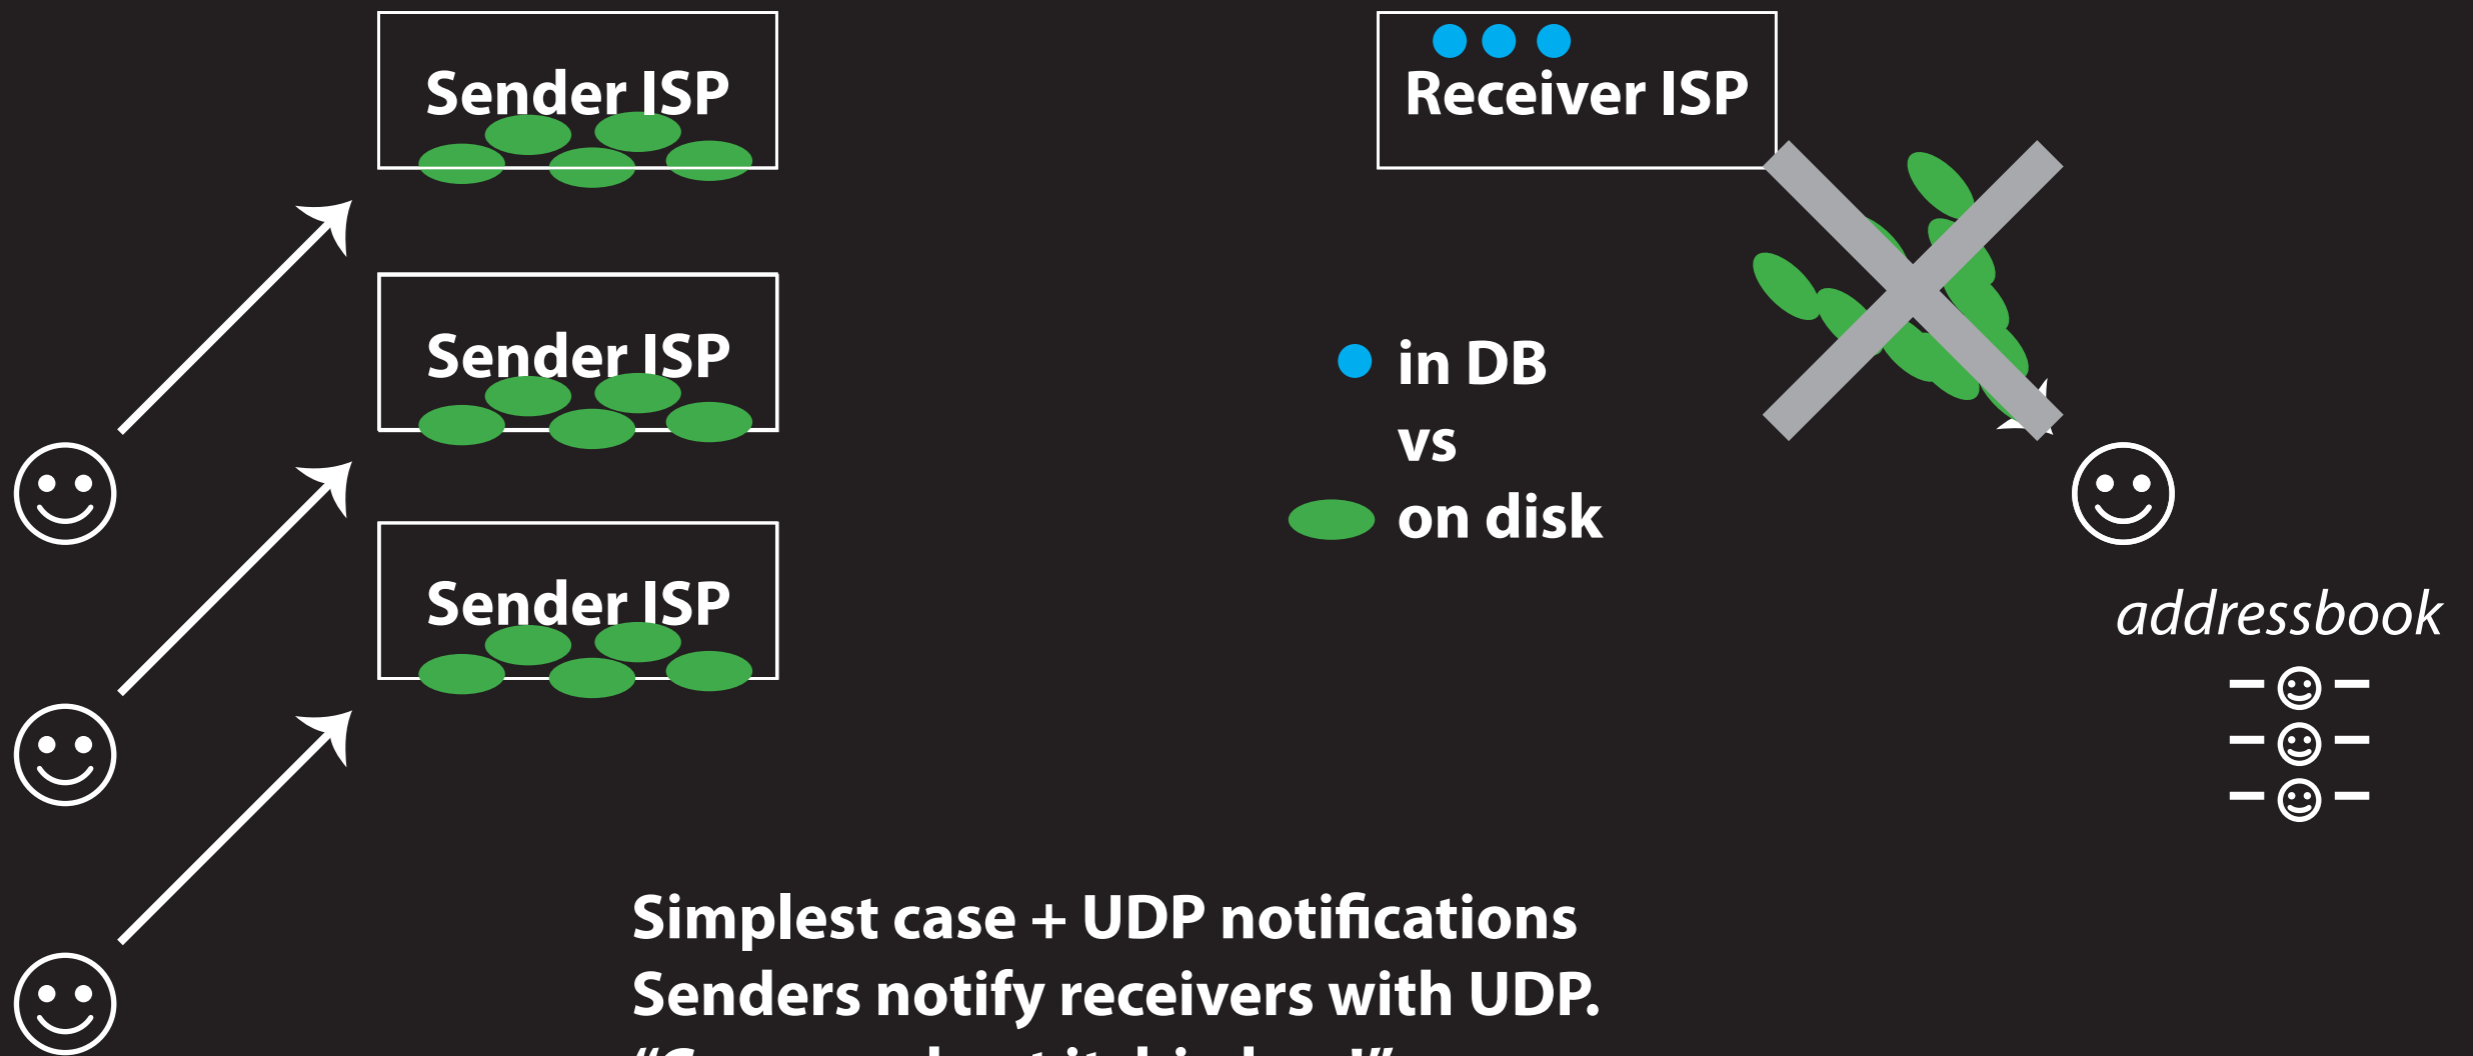 Sender ISP
Receiver ISP
Sender ISP
in DB
vs
on disk
Sender ISP
addressbook
Simplest case + UDP notifications
Senders notify receivers with UDP.